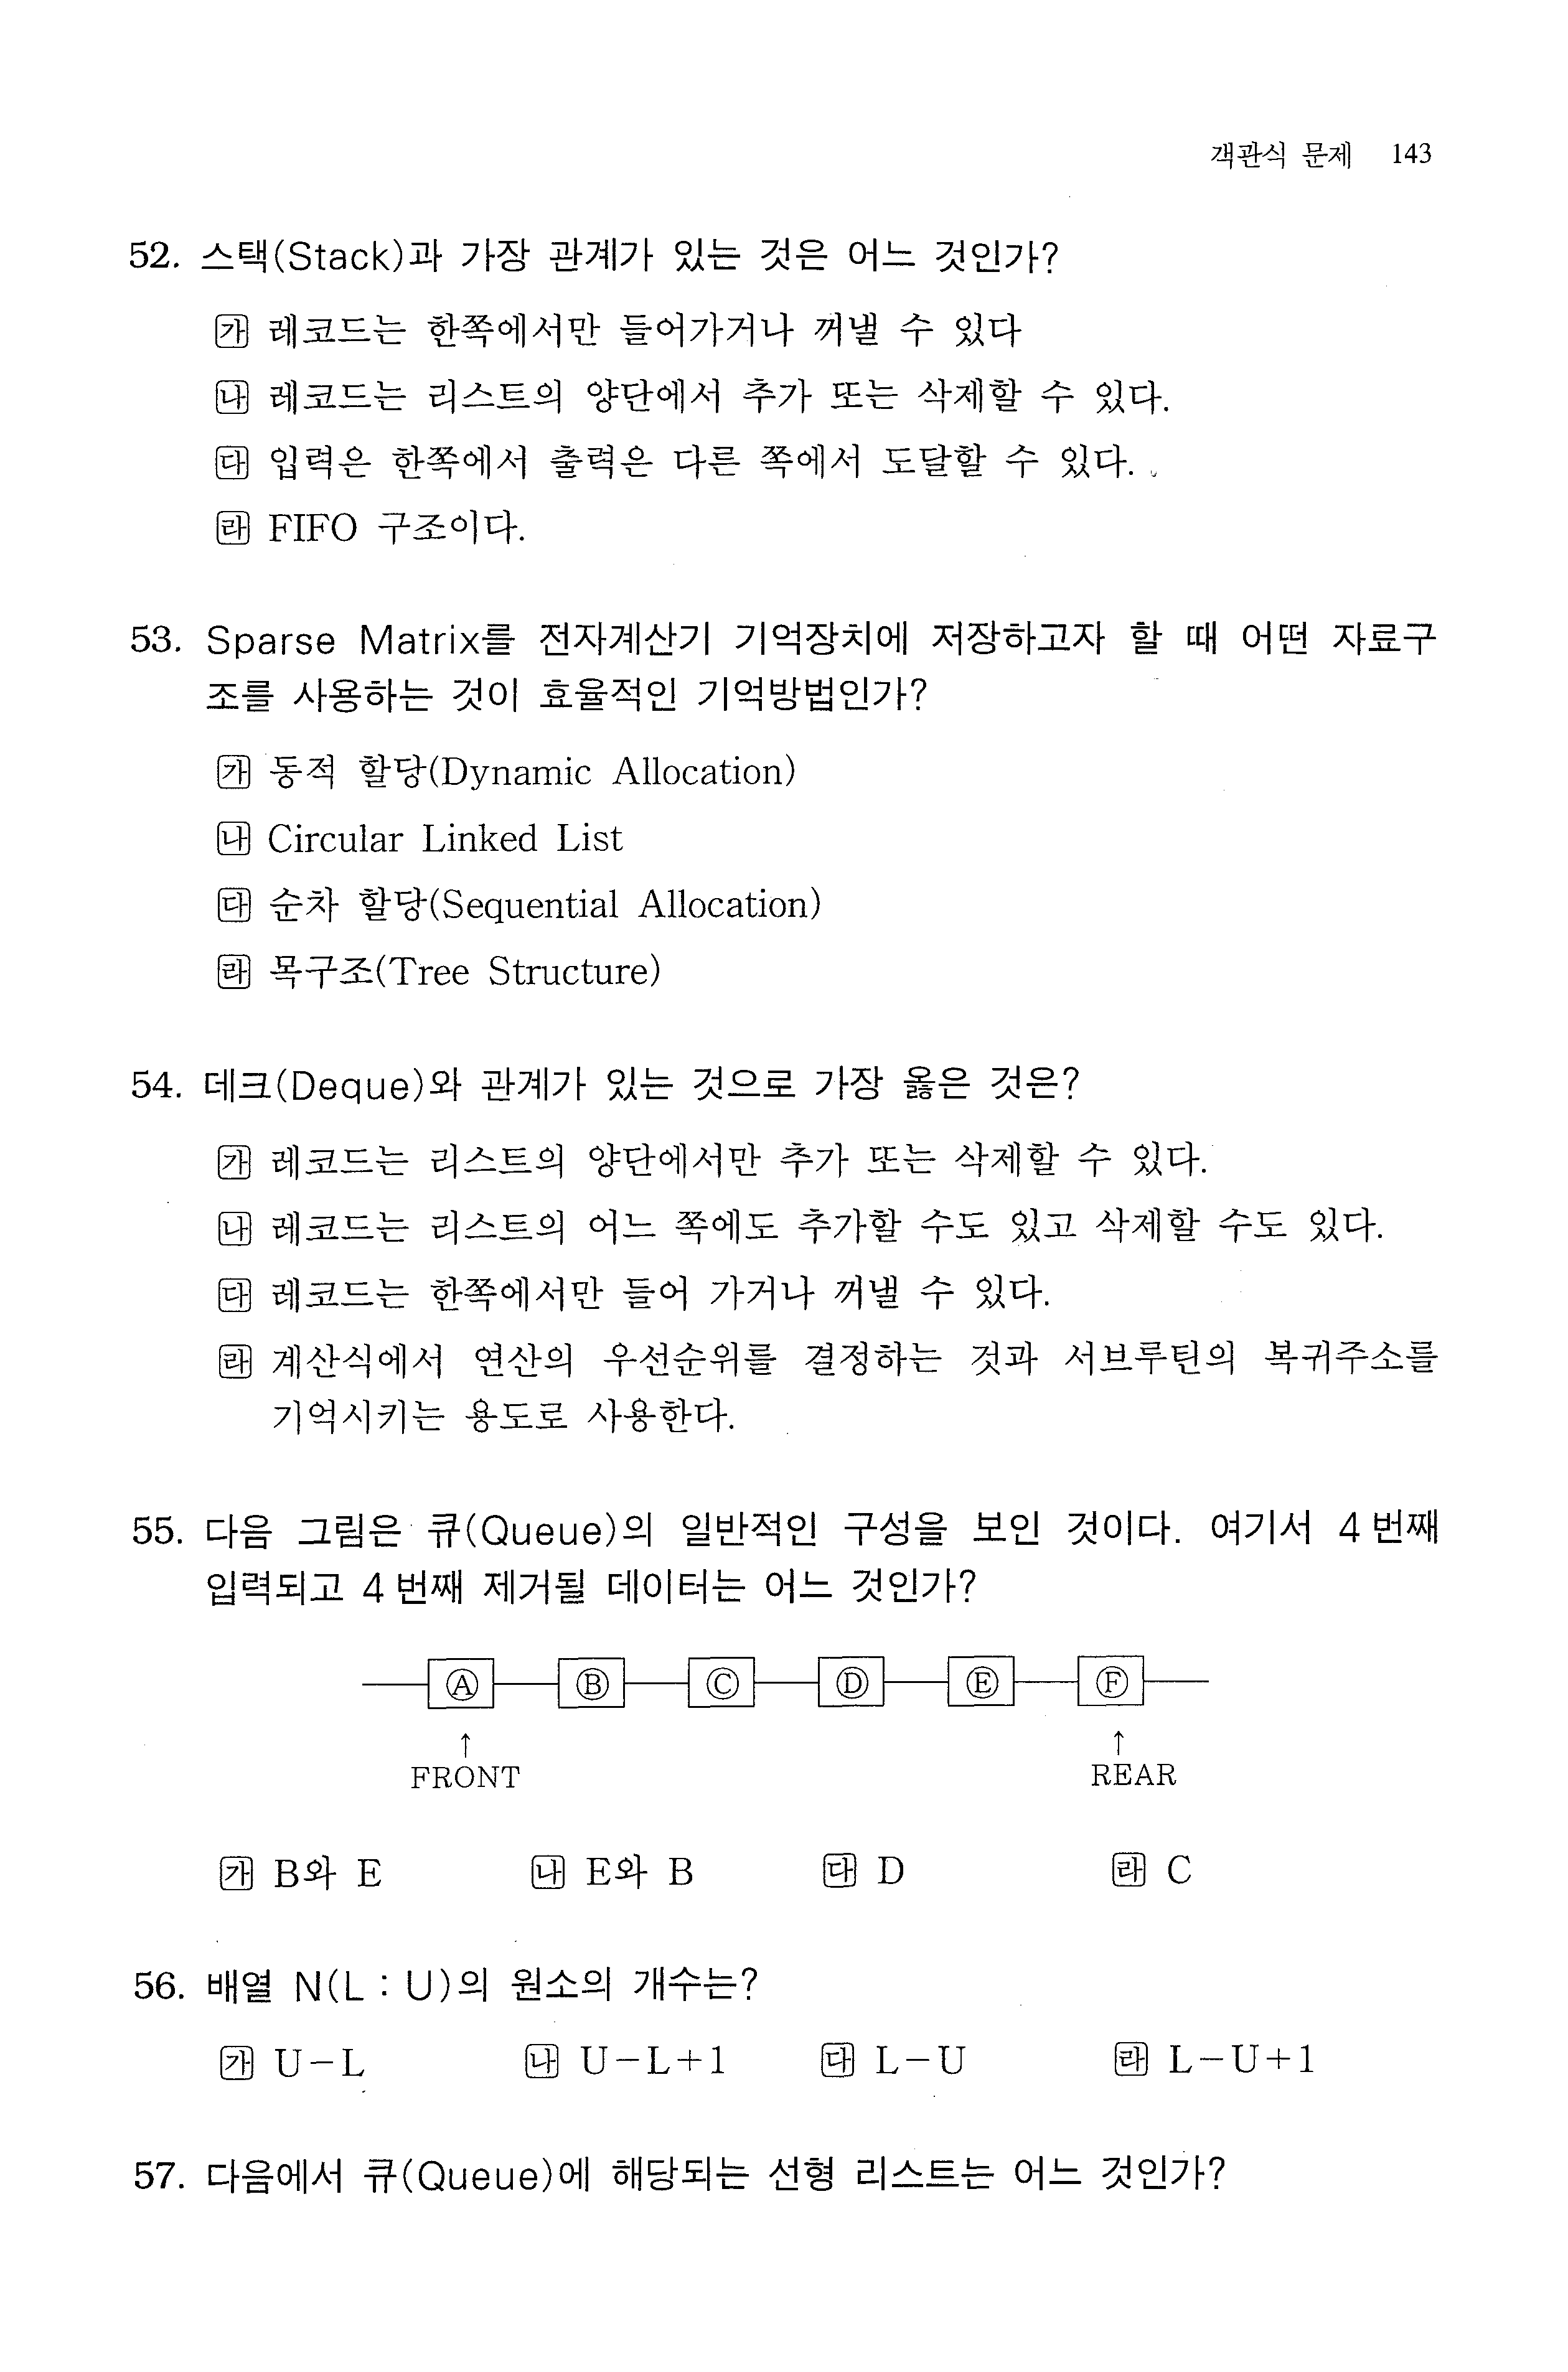 객관식 문제 143
52. 스택(Stack)과 가장 관계가 있는 것은 어느 것인가?
㉮ 레코드는 한쪽에서만 들어가거나 꺼낼 수 있다
㉯ 레코드는 리스트의 양단에서 추가 또는 삭제할 수 있다.
㉰ 입력은 한쪽에서 출력은 다른 쪽에서 도달할 수 있다.
㉱ FIFO 구조이다.
53. Sparse Matrix를 전자계산기 기억장치에 저장하고자 할 때 어떤 자료구
조를 사용하는 것이 효율적인 기억방법인가?
㉮ 동적 할당(Dynamic Allocation)
㉯ Circular Linked List
㉰ 순차 할당(Sequential Allocation)
㉱ 목구조(Tree Structure)
54. 데크(Deque)와 관계가 있는 것으로 가장 옳은 것은?
㉮ 레코드는 리스트의 양단에서만 추가 또는 삭제할 수 있다.
㉯ 레코드는 리스트의 어느 쪽에도 추가할 수도 있고 삭제할 수도 있다.
㉰ 레코드는 한쪽에서만 들어 가거나 꺼낼 수 있다.
㉱ 계산식에서 연산의 우선순위를 결정하는 것과 서브루틴의 복귀주소를
기억시키는 용도로 사용한다.
55. 다음 그림은 큐(Queue)의 일반적인 구성을 보인 것이다. 여기서 4번째
입력되고 4번째 제거될 데이터는 어느 것인가?
Ⓐ Ⓑ Ⓒ Ⓓ Ⓔ Ⓕ
↑ ↑
FRONT REAR
㉮ B와 E ㉯ E와 B ㉰ D ㉱ C
56. 배열 N(L : U)의 원소의 개수는?
㉮ U-L ㉯ U-L+1 ㉰ L-U ㉱ L-U+1
57. 다음에서 큐(Queue)에 해당되는 선형 리스트는 어느 것인가?